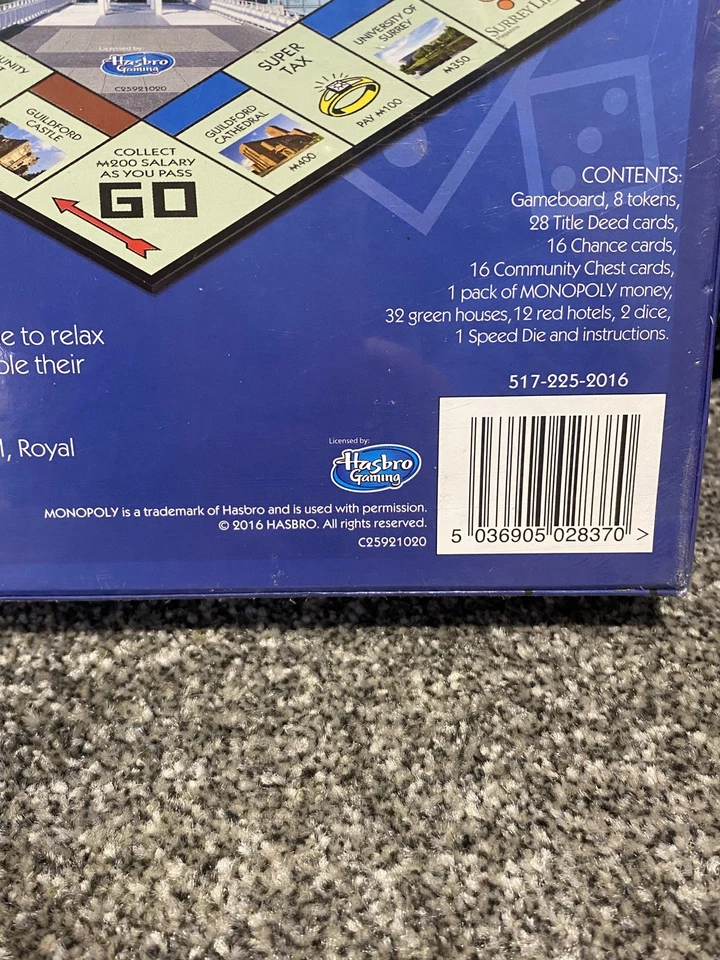 Licensed by:
Hasbro
Gaming
C25921020
UNIVERSITY OF
SURREY
M350
SUPER
TAX
PAY M100
GUILDFORD
CATHEDRAL
M400
GUILDFORD
CASTLE
COLLECT
M200 SALARY
AS YOU PASS
GO
CONTENTS:
Gameboard, 8 tokens,
28 Title Deed cards,
16 Chance cards,
16 Community Chest cards,
1 pack of MONOPOLY money,
32 green houses, 12 red hotels, 2 dice,
1 Speed Die and instructions.
e to relax
ble their
l, Royal
517-225-2016
Licensed by:
Hasbro
Gaming
MONOPOLY is a trademark of Hasbro and is used with permission.
© 2016 HASBRO. All rights reserved.
C25921020
5 036905 028370 >